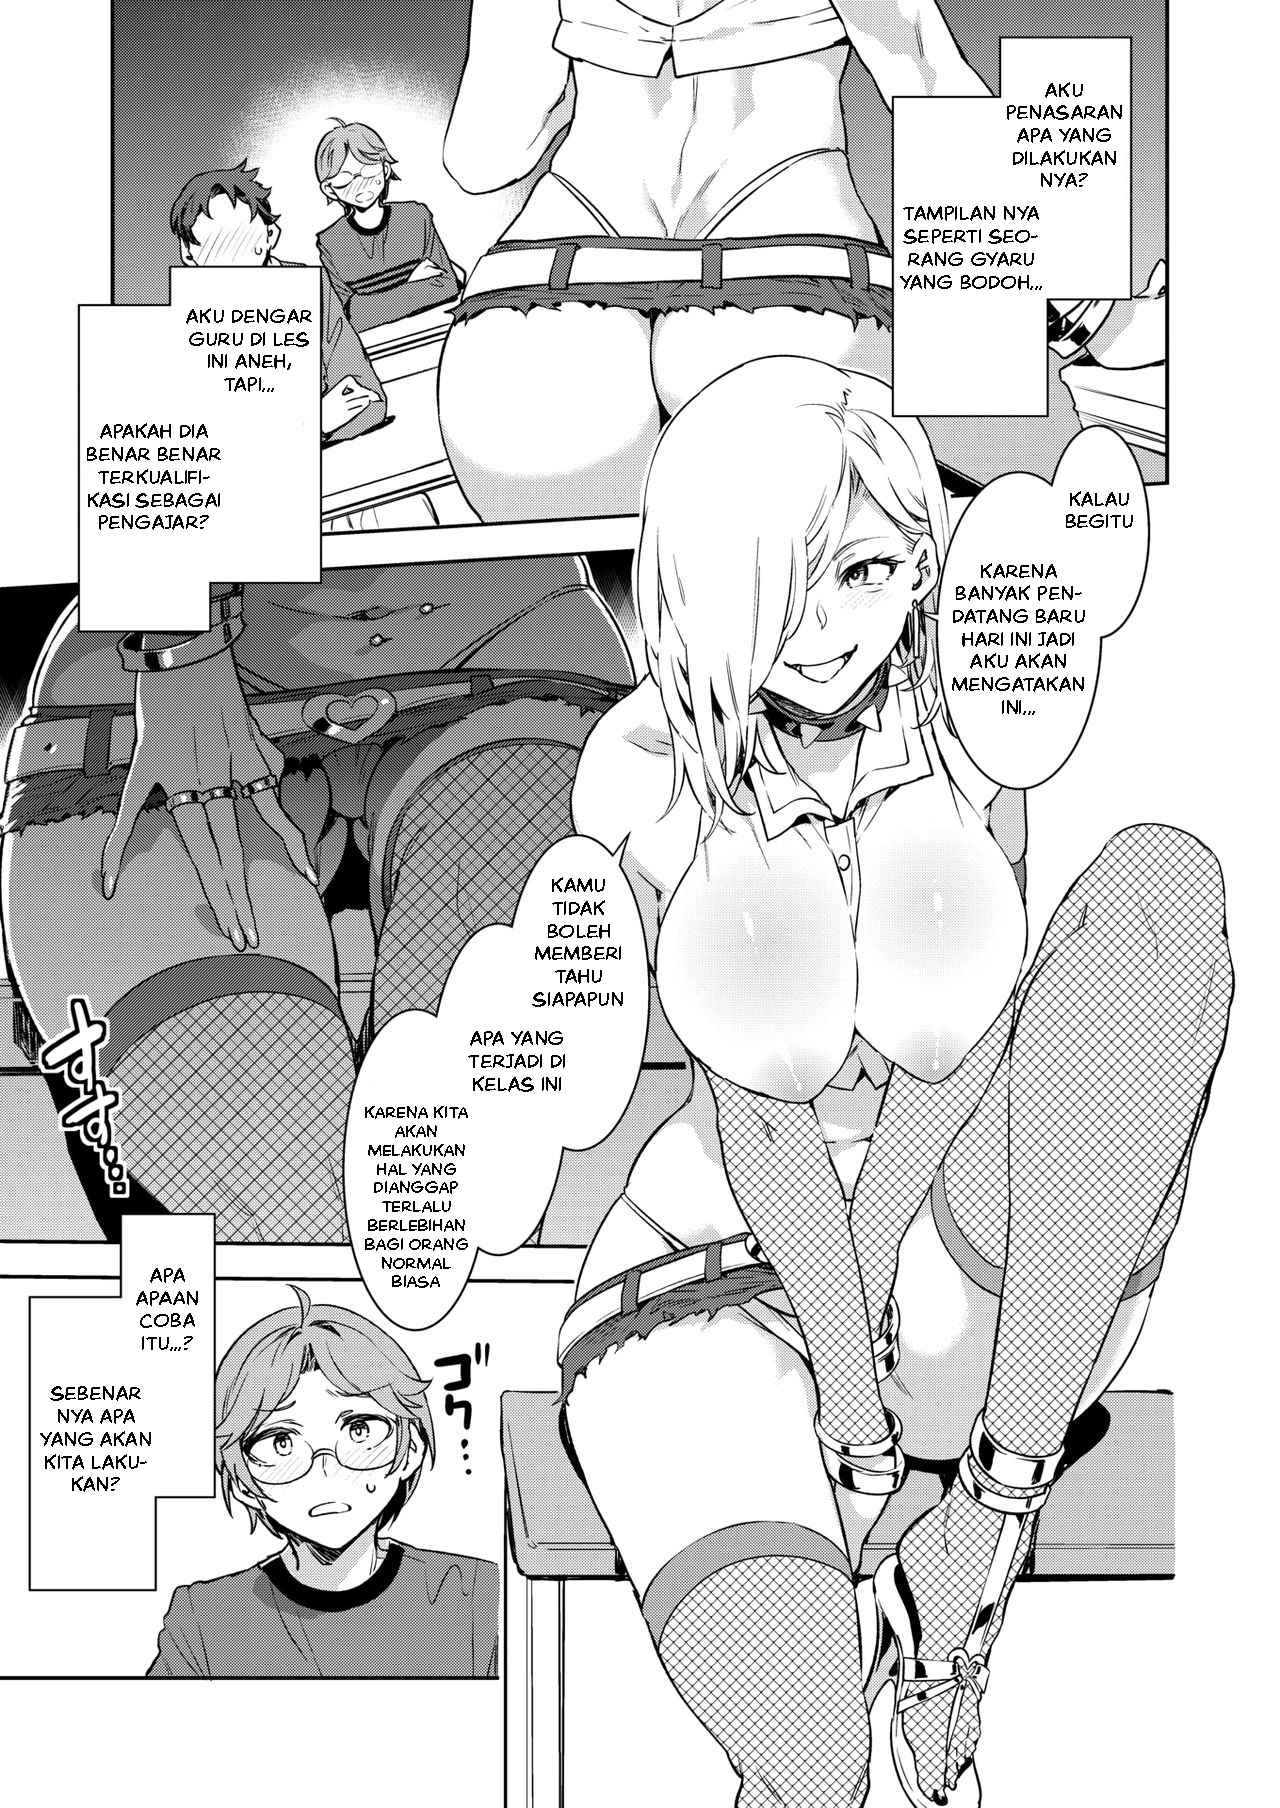 AKU
PENASARAN
APA YANG
DILAKUKAN
NYA?
TAMPILAN NYA
SEPERTI SEO-
RANG GYARU
YANG BODOH...
AKU DENGAR
GURU DI LES
INI ANEH,
TAPI...
APAKAH DIA
BENAR BENAR
TERKUALIFI-
KASI SEBAGAI
PENGAJAR?
KALAU
BEGITU
KARENA
BANYAK PEN-
DATANG BARU
HARI INI JADI
AKU AKAN
MENGATAKAN
INI...
KAMU
TIDAK
BOLEH
MEMBERI
TAHU
SIAPAPUN
APA YANG
TERJADI DI
KELAS INI
KARENA KITA
AKAN
MELAKUKAN
HAL YANG
DIANGGAP
TERLALU
BERLEBIHAN
BAGI ORANG
NORMAL
BIASA
すすす…
APA
APAAN
COBA
ITU...?
SEBENAR
NYA APA
YANG AKAN
KITA LAKU-
KAN?
ゴク…